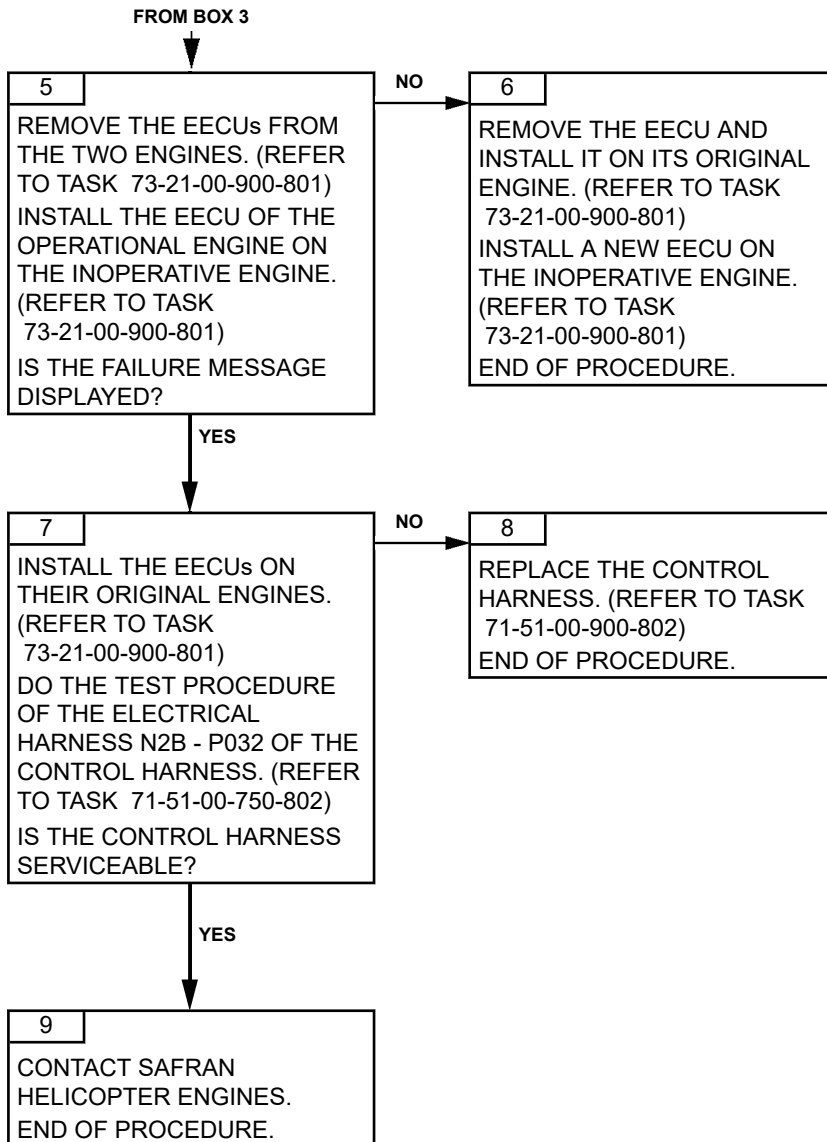 FROM BOX 3
5
REMOVE THE EECUs FROM
THE TWO ENGINES. (REFER
TO TASK 73-21-00-900-801)
INSTALL THE EECU OF THE
OPERATIONAL ENGINE ON
THE INOPERATIVE ENGINE.
(REFER TO TASK
73-21-00-900-801)
IS THE FAILURE MESSAGE
DISPLAYED?
NO
6
REMOVE THE EECU AND
INSTALL IT ON ITS ORIGINAL
ENGINE. (REFER TO TASK
73-21-00-900-801)
INSTALL A NEW EECU ON
THE INOPERATIVE ENGINE.
(REFER TO TASK
73-21-00-900-801)
END OF PROCEDURE.
YES
7
INSTALL THE EECUs ON
THEIR ORIGINAL ENGINES.
(REFER TO TASK
73-21-00-900-801)
DO THE TEST PROCEDURE
OF THE ELECTRICAL
HARNESS N2B - P032 OF THE
CONTROL HARNESS. (REFER
TO TASK 71-51-00-750-802)
IS THE CONTROL HARNESS
SERVICEABLE?
NO
8
REPLACE THE CONTROL
HARNESS. (REFER TO TASK
71-51-00-900-802)
END OF PROCEDURE.
YES
9
CONTACT SAFRAN
HELICOPTER ENGINES.
END OF PROCEDURE.